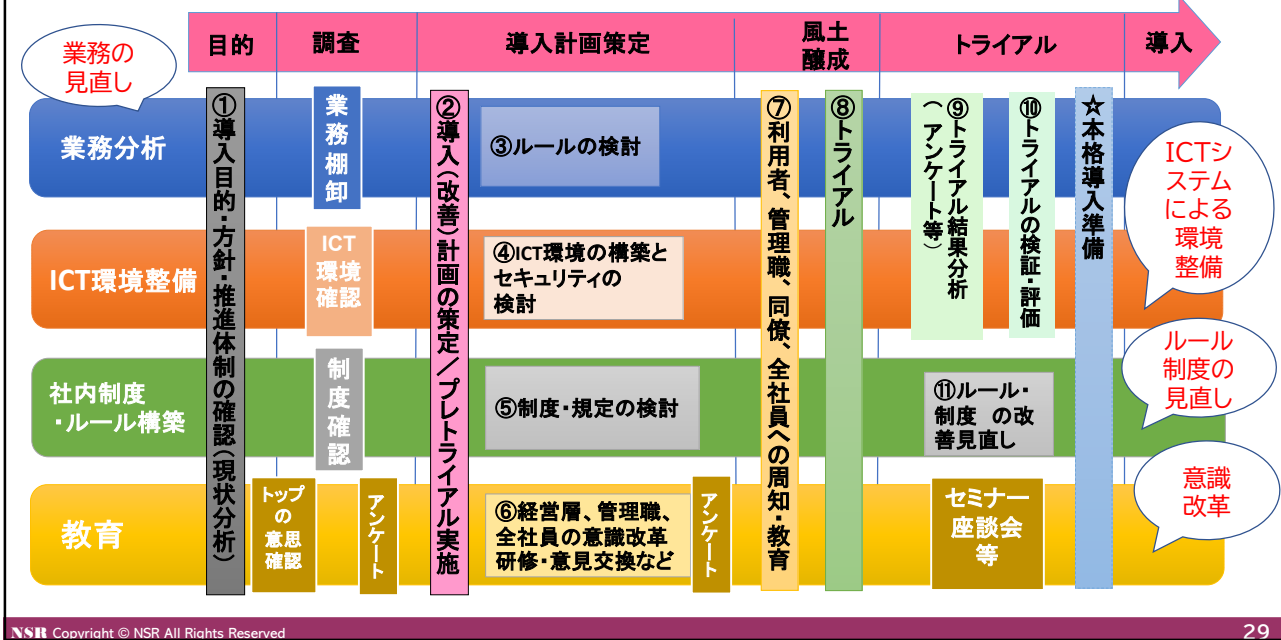 目的
調査
導入計画策定
風土
醸成
トライアル
導入
業務の
見直し
業務分析
ICT環境整備
社内制度
・ルール構築
教育
①導入目的・方針・推進体制の確認(現状分析)
業務棚卸
ICT
環境
確認
制度確認
トップ
の
意思
確認
アンケート
②導入(改善)計画の策定／プレトライアル実施
③ルールの検討
④ICT環境の構築と
セキュリティの
検討
⑤制度・規定の検討
⑥経営層、管理職、
全社員の意識改革
研修・意見交換など
アンケート
⑦利用者、管理職、同僚、全社員への周知・教育
⑧トライアル
⑨トライアル結果分析
(アンケート等)
⑩トライアルの検証・評価
⑪ルール・
制度 の改
善見直し
セミナー
座談会
等
☆本格導入準備
ICTシ
ステム
による
環境
整備
ルール
制度の
見直し
意識
改革
NSR Copyright © NSR All Rights Reserved
29